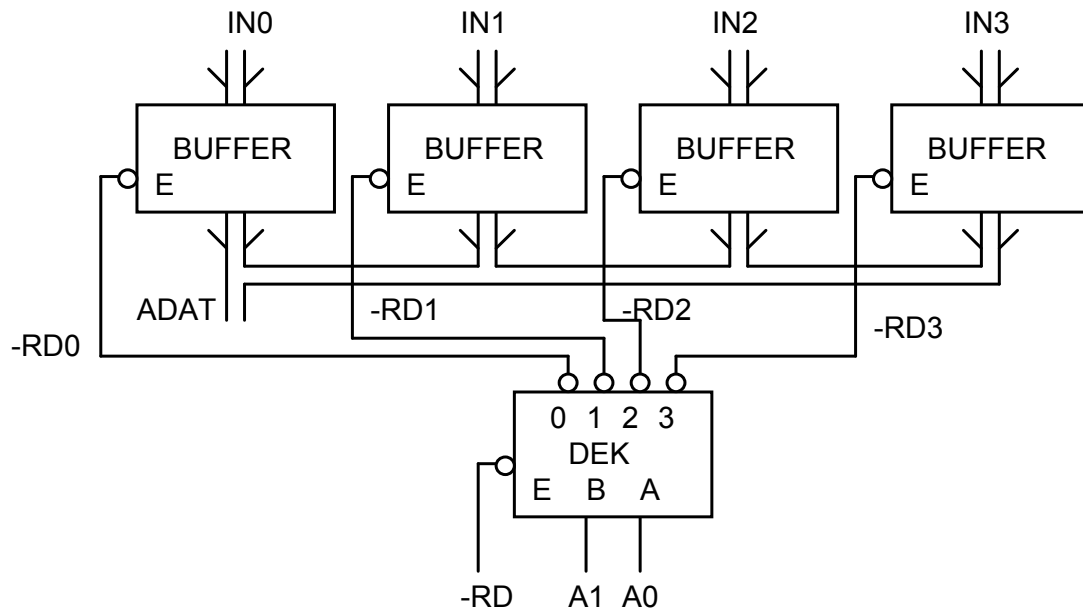 IN0 IN1 IN2 IN3
BUFFER BUFFER BUFFER BUFFER
E E E E
ADAT -RD1 -RD2 -RD3
-RD0
0 1 2 3
DEK
E B A
-RD A1 A0